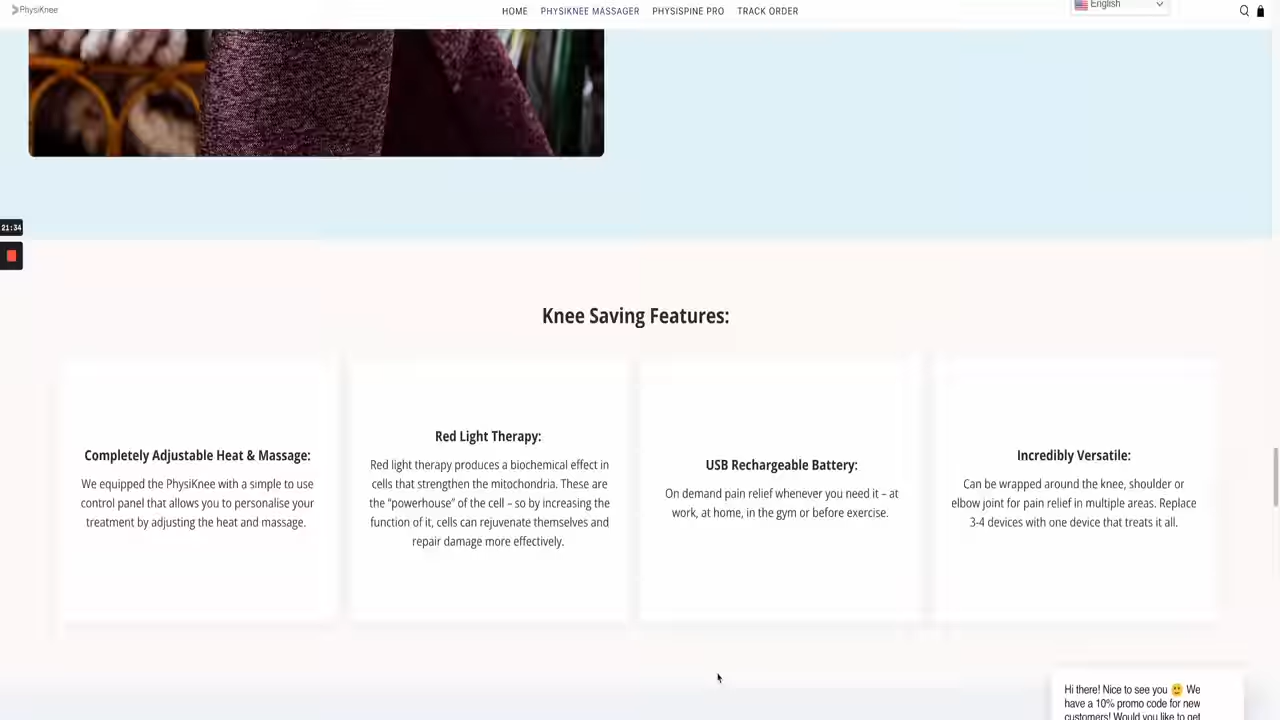 PhysiKnee
HOME PHYSIKNEE MASSAGER PHYSISPINE PRO TRACK ORDER
English
21:34
Knee Saving Features:
Completely Adjustable Heat & Massage:
We equipped the PhysiKnee with a simple to use
control panel that allows you to personalise your
treatment by adjusting the heat and massage.
Red Light Therapy:
Red light therapy produces a biochemical effect in
cells that strengthen the mitochondria. These are
the “powerhouse” of the cell – so by increasing the
function of it, cells can rejuvenate themselves and
repair damage more effectively.
USB Rechargeable Battery:
On demand pain relief whenever you need it – at
work, at home, in the gym or before exercise.
Incredibly Versatile:
Can be wrapped around the knee, shoulder or
elbow joint for pain relief in multiple areas. Replace
3-4 devices with one device that treats it all.
Hi there! Nice to see you 🙂 We
have a 10% promo code for new
customers! Would you like to get